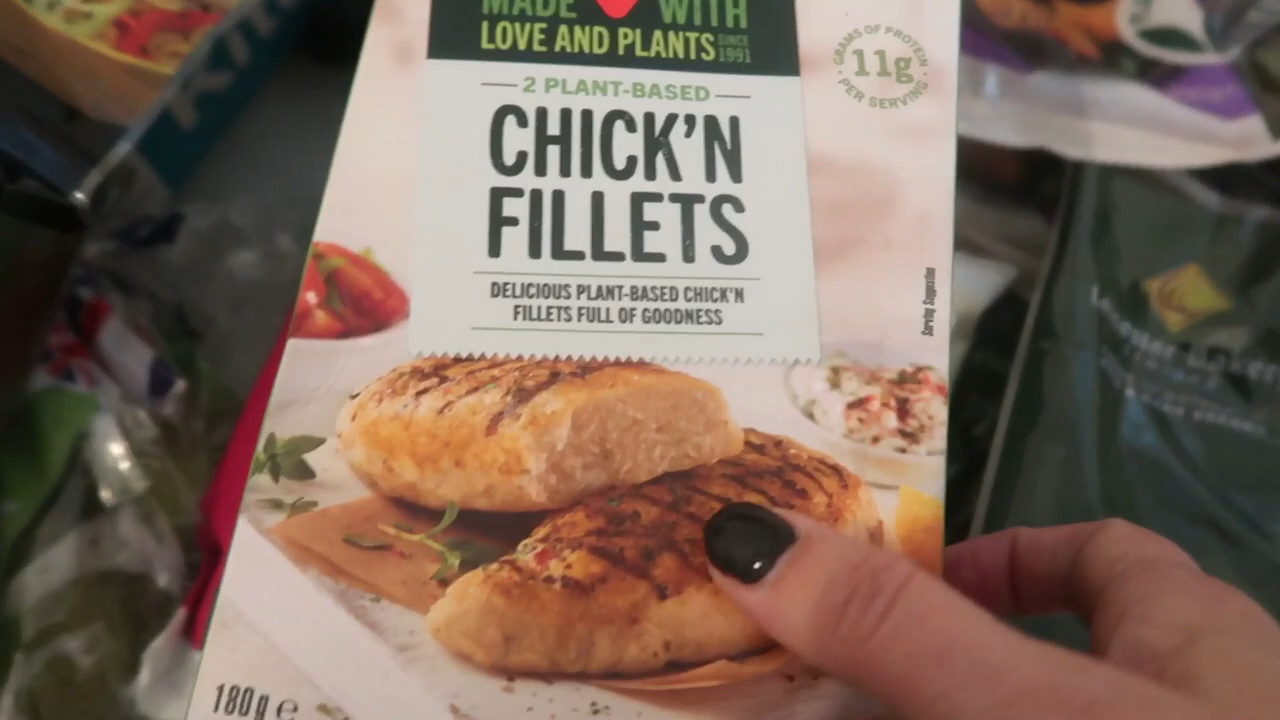 MADE WITH
LOVE AND PLANTS
SINCE
1991
GRAMS OF PROTEIN
11g
PER SERVING
2 PLANT-BASED
CHICK'N
FILLETS
DELICIOUS PLANT-BASED CHICK'N
FILLETS FULL OF GOODNESS
Serving Suggestion
180g e